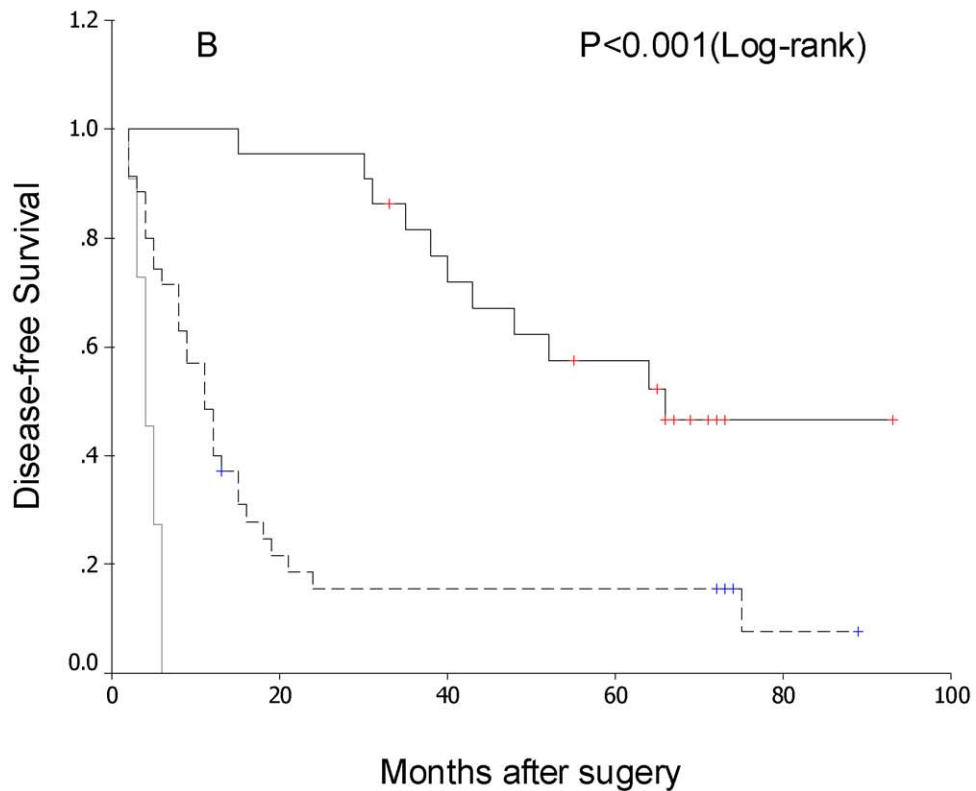 1.2
B P<0.001(Log-rank)
1.0
.8
.6
.4
.2
0.0
Disease-free Survival
0 20 40 60 80 100
Months after sugery